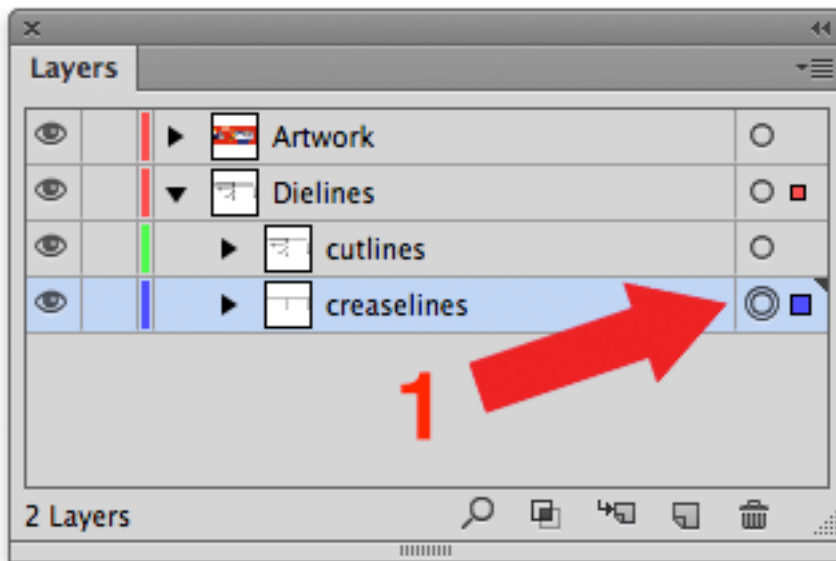 Layers
Artwork
Dielines
cutlines
creaselines
1
2 Layers